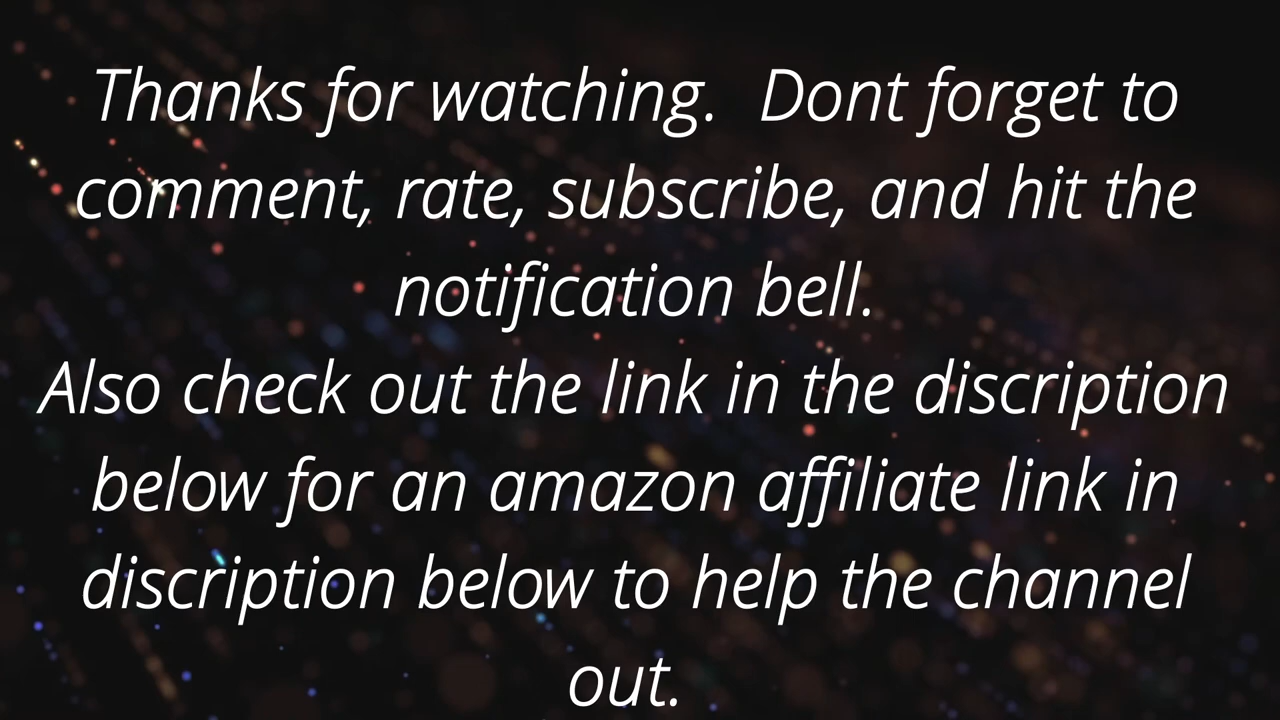 Thanks for watching.  Dont forget to
comment, rate, subscribe, and hit the
notification bell.
Also check out the link in the discription
below for an amazon affiliate link in
discription below to help the channel
out.